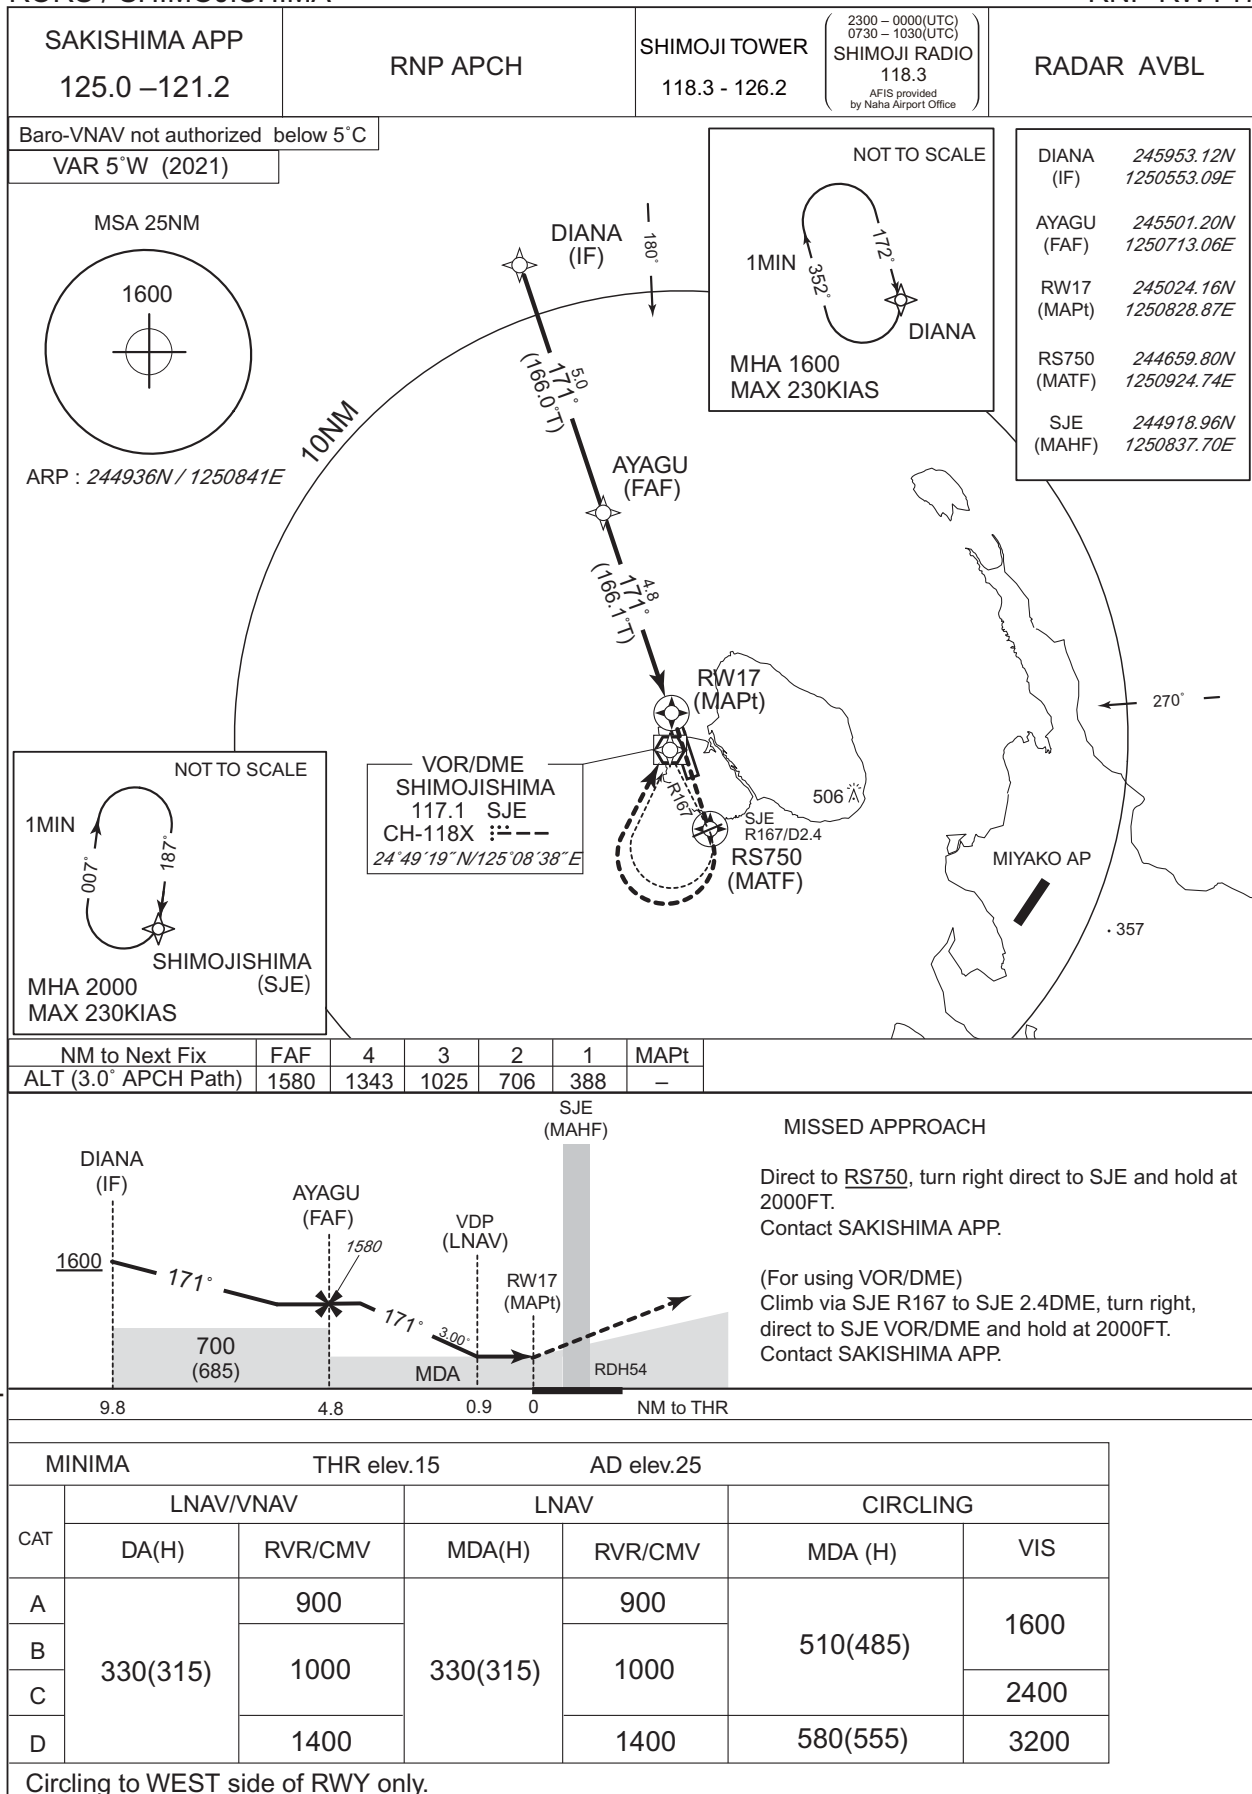 SAKISHIMA APP
125.0 –121.2
RNP APCH
SHIMOJI TOWER
118.3 - 126.2
2300 – 0000(UTC)
0730 – 1030(UTC)
SHIMOJI RADIO
118.3
AFIS provided
by Naha Airport Office
RADAR AVBL
Baro-VNAV not authorized below 5°C
VAR 5°W (2021)
MSA 25NM
1600
ARP : 244936N / 1250841E
10NM
DIANA
(IF)
180°
5.0
171°
(166.0°T)
AYAGU
(FAF)
4.8
171°
(166.1°T)
RW17
(MAPt)
NOT TO SCALE
1MIN
352°
172°
DIANA
MHA 1600
MAX 230KIAS
DIANA 245953.12N
(IF) 1250553.09E
AYAGU 245501.20N
(FAF) 1250713.06E
RW17 245024.16N
(MAPt) 1250828.87E
RS750 244659.80N
(MATF) 1250924.74E
SJE 244918.96N
(MAHF) 1250837.70E
270°
VOR/DME
SHIMOJISHIMA
117.1 SJE
CH-118X
24°49´19˝N/125°08´38˝E
R167
506
SJE
R167/D2.4
RS750
(MATF)
MIYAKO AP
357
NOT TO SCALE
1MIN
007°
187°
SHIMOJISHIMA
(SJE)
MHA 2000
MAX 230KIAS
NM to Next Fix FAF 4 3 2 1 MAPt
ALT (3.0° APCH Path) 1580 1343 1025 706 388 –
DIANA
(IF)
1600
171°
AYAGU
(FAF)
1580
171°
3.00°
VDP
(LNAV)
RW17
(MAPt)
SJE
(MAHF)
700
(685)
MDA
RDH54
9.8 4.8 0.9 0 NM to THR
MISSED APPROACH
Direct to RS750, turn right direct to SJE and hold at
2000FT.
Contact SAKISHIMA APP.
(For using VOR/DME)
Climb via SJE R167 to SJE 2.4DME, turn right,
direct to SJE VOR/DME and hold at 2000FT.
Contact SAKISHIMA APP.
MINIMA THR elev.15 AD elev.25
CAT LNAV/VNAV LNAV CIRCLING
DA(H) RVR/CMV MDA(H) RVR/CMV MDA (H) VIS
A 330(315) 900 330(315) 900 510(485) 1600
B 1000 1000
C 2400
D 1400 1400 580(555) 3200
Circling to WEST side of RWY only.